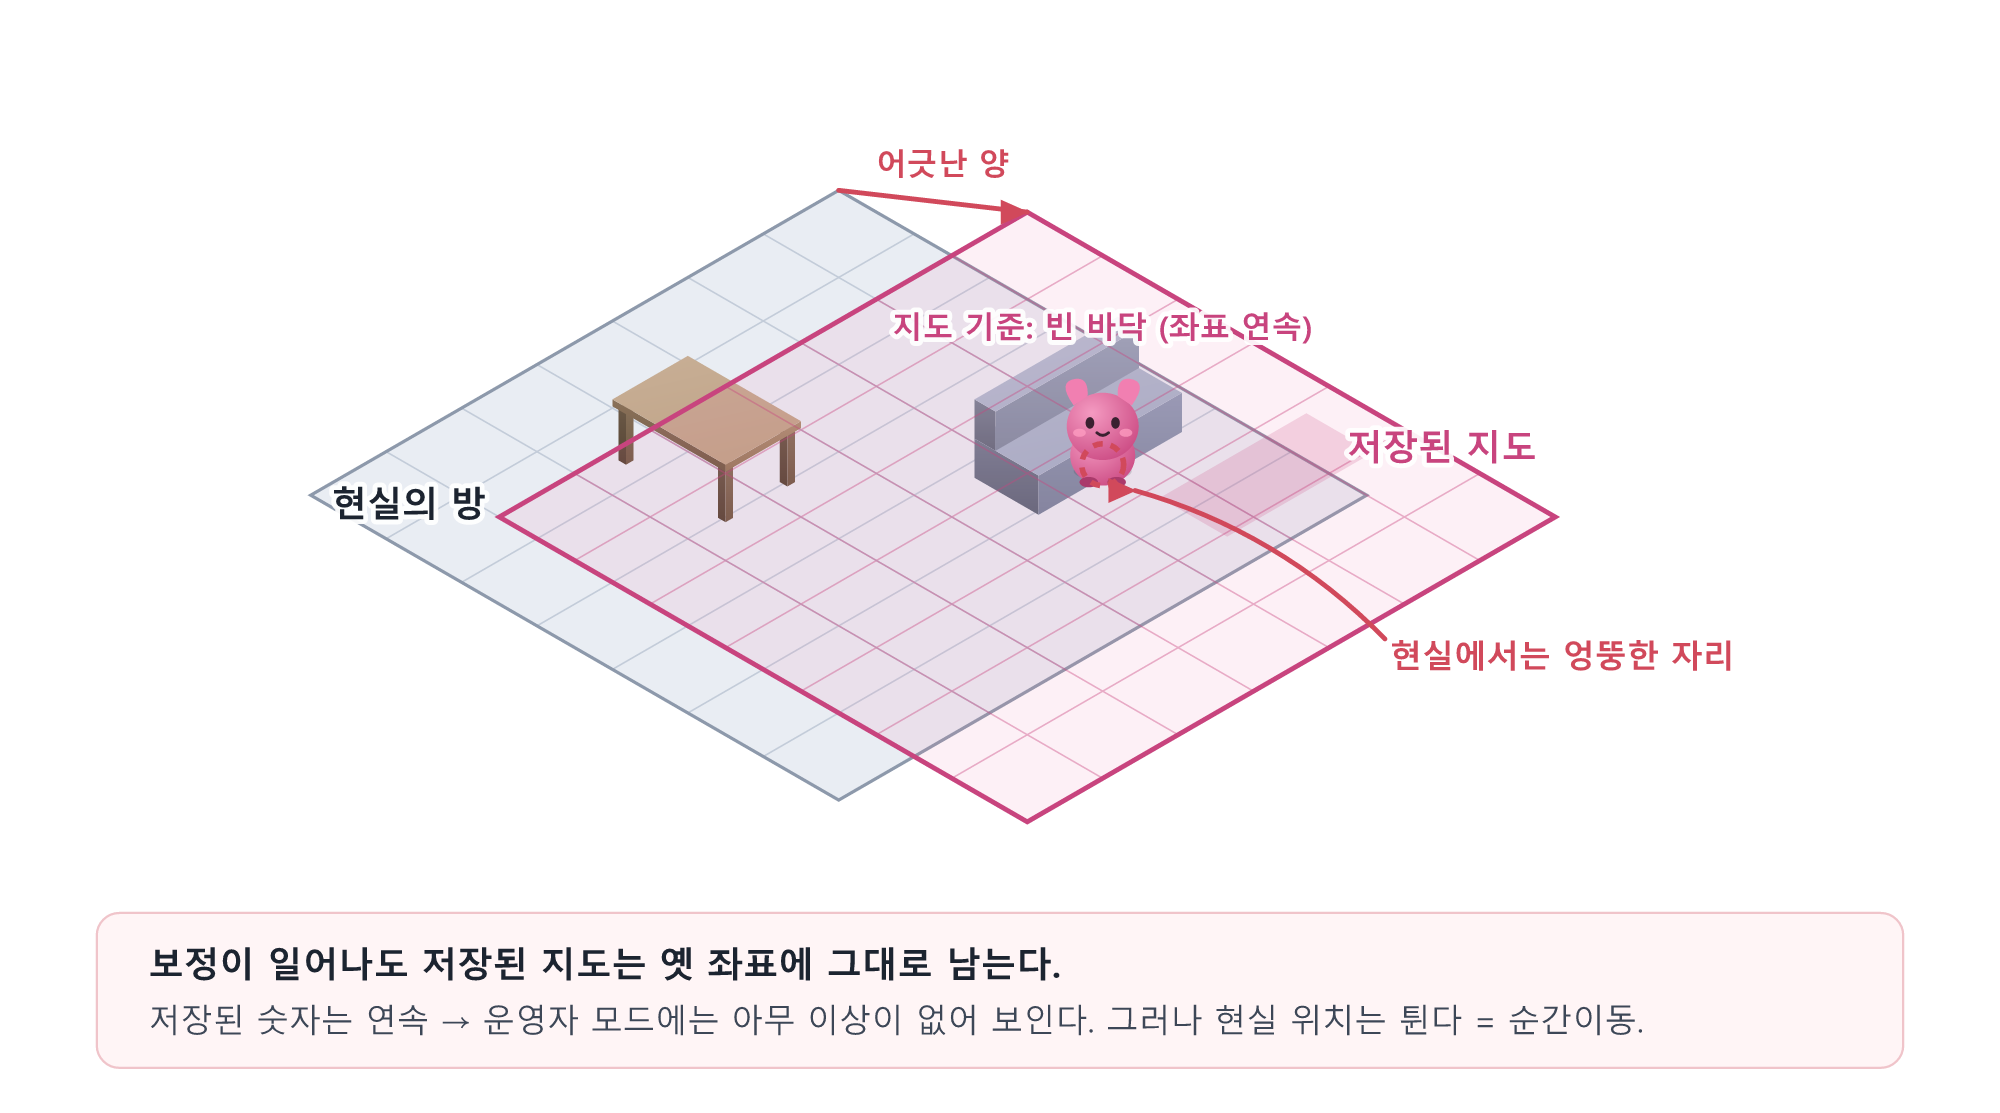 어긋난 양
지도 기준: 빈 바닥 (좌표 연속)
저장된 지도
현실의 방
현실에서는 엉뚱한 자리
보정이 일어나도 저장된 지도는 옛 좌표에 그대로 남는다.
저장된 숫자는 연속 → 운영자 모드에는 아무 이상이 없어 보인다. 그러나 현실 위치는 튄다 = 순간이동.